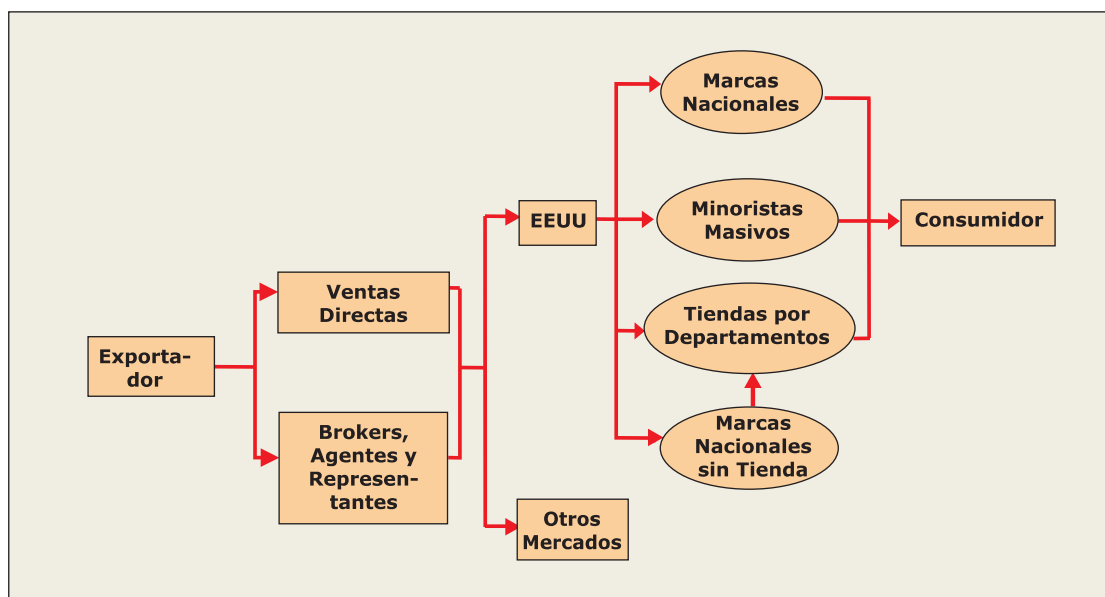 Exporta-
dor
Ventas
Directas
Brokers,
Agentes y
Represen-
tantes
EEUU
Otros
Mercados
Marcas
Nacionales
Minoristas
Masivos
Tiendas por
Departamentos
Marcas
Nacionales
sin Tienda
Consumidor